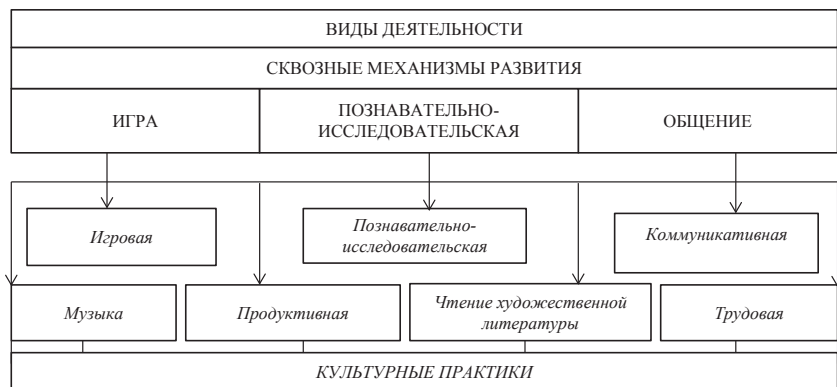 ВИДЫ ДЕЯТЕЛЬНОСТИ
СКВОЗНЫЕ МЕХАНИЗМЫ РАЗВИТИЯ
ИГРА
ПОЗНАВАТЕЛЬНО-
ИССЛЕДОВАТЕЛЬСКАЯ
ОБЩЕНИЕ
Игровая
Познавательно-
исследовательская
Коммуникативная
Музыка
Продуктивная
Чтение художественной
литературы
Трудовая
КУЛЬТУРНЫЕ ПРАКТИКИ